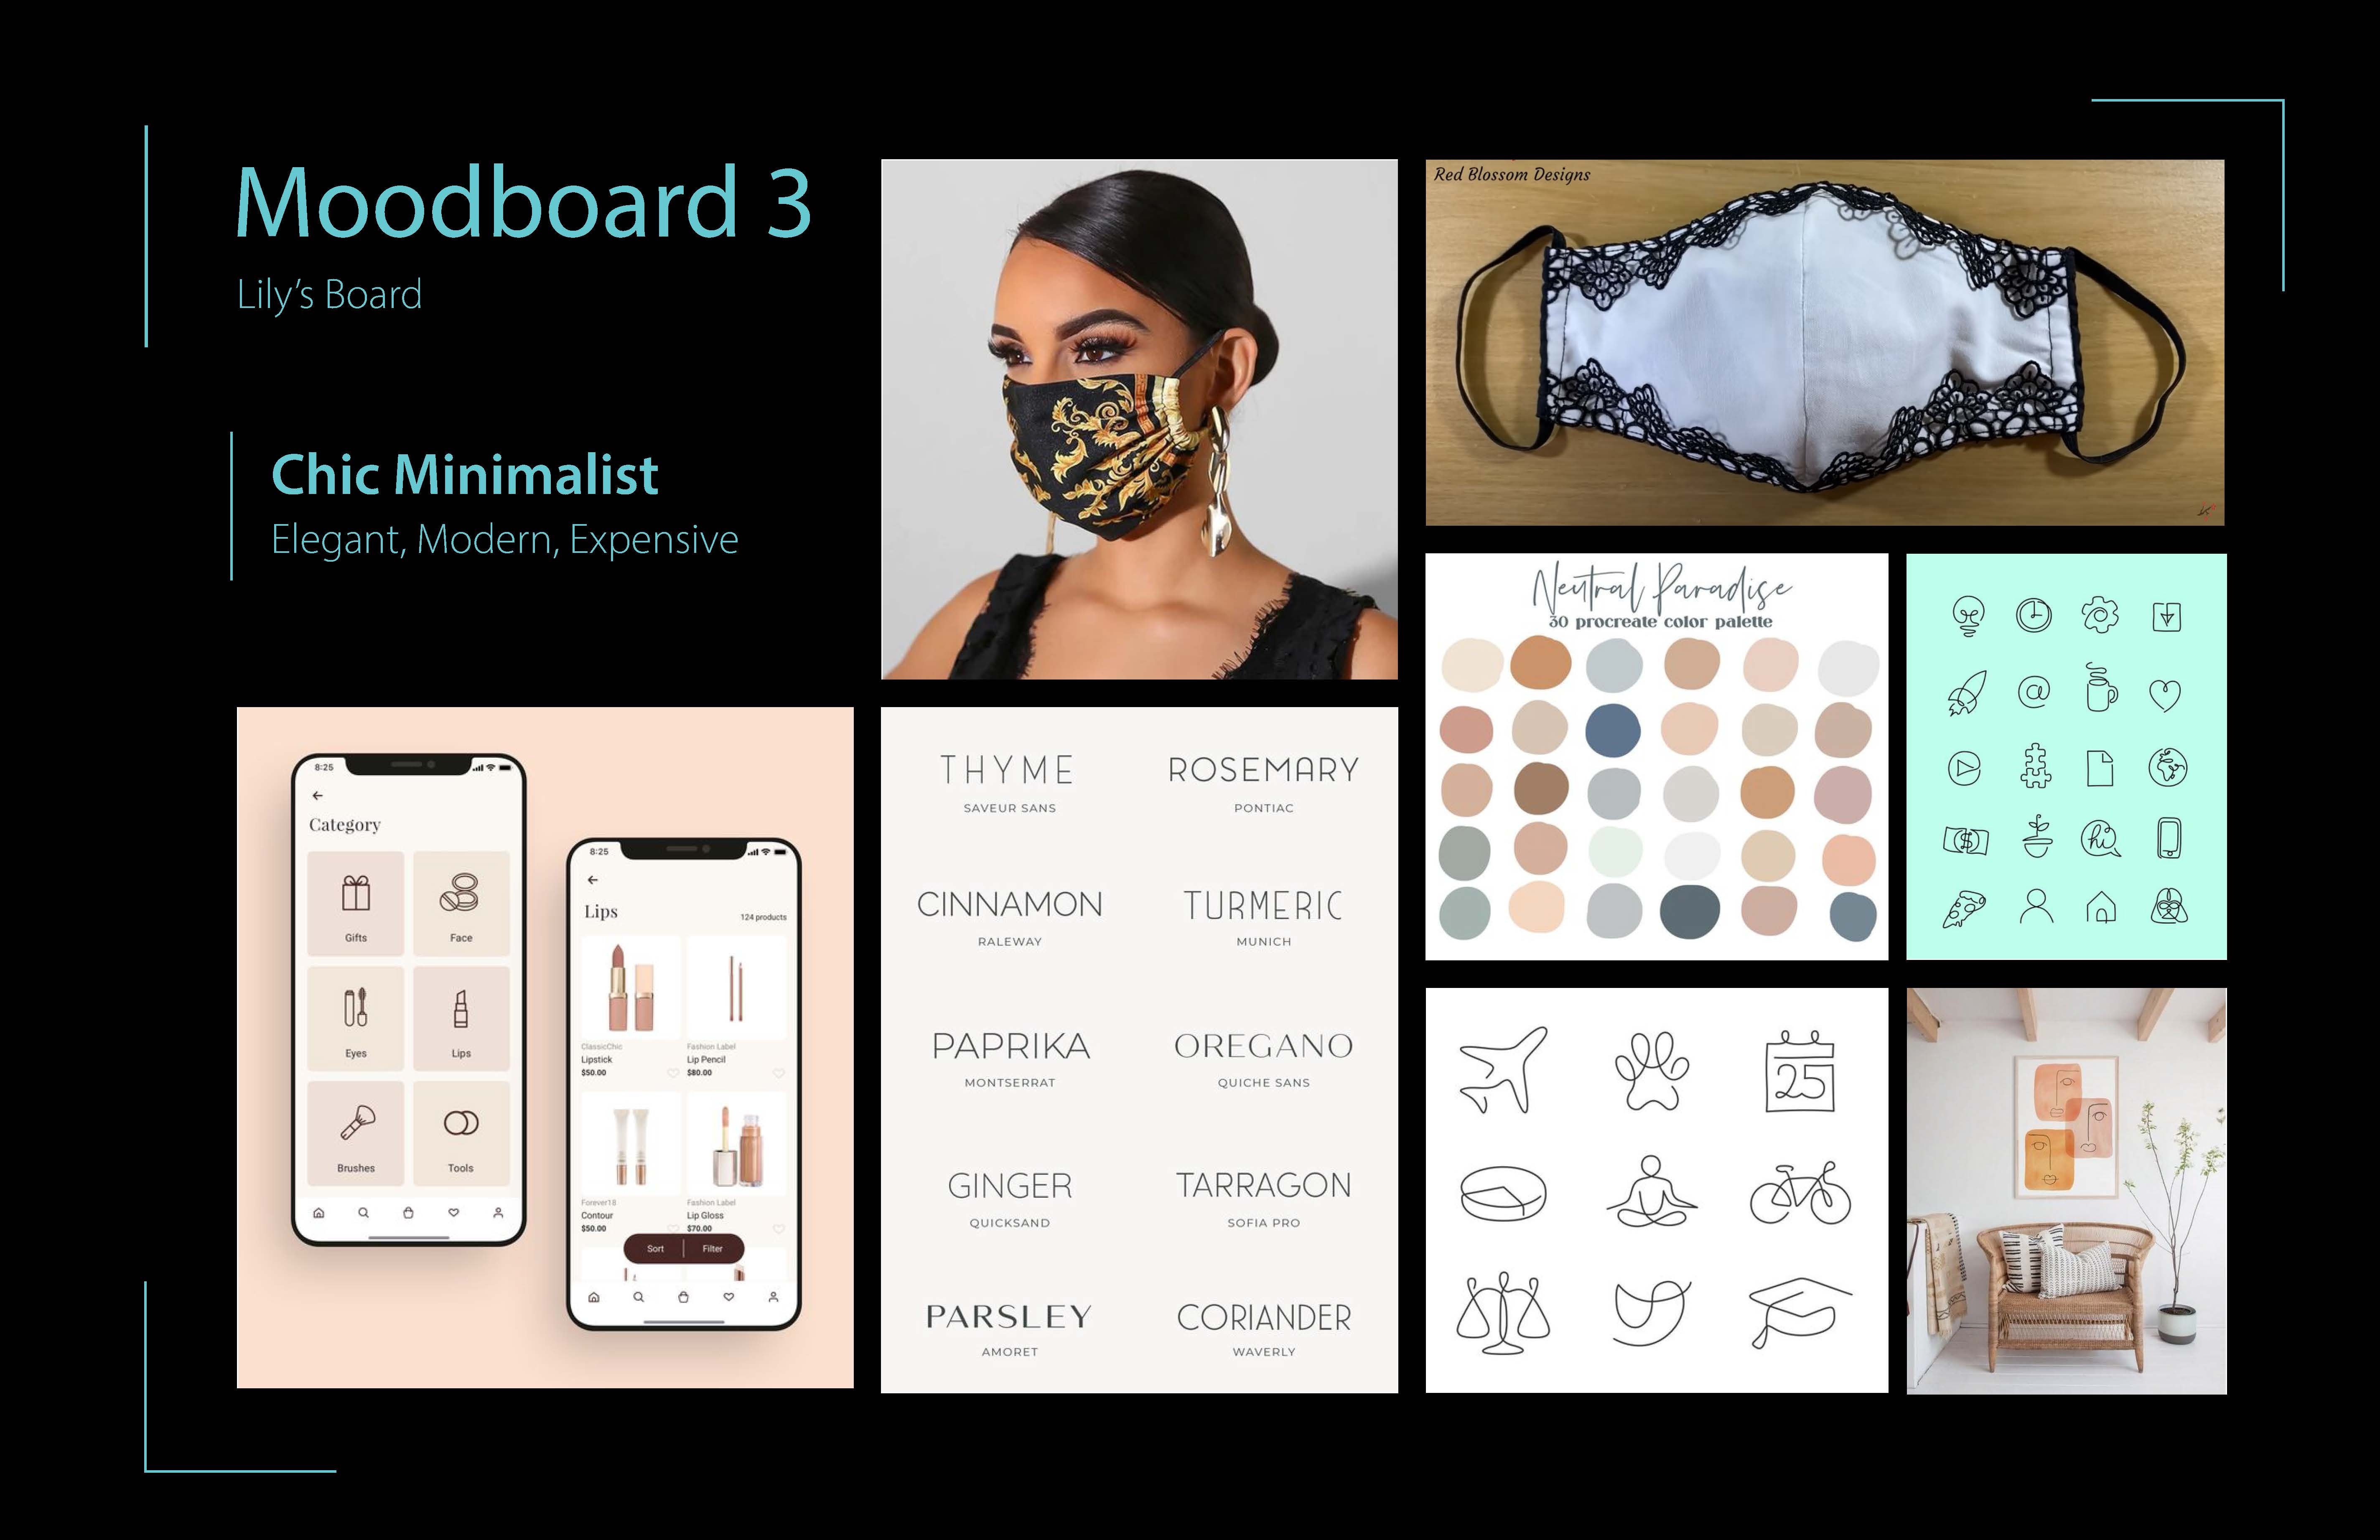 Moodboard 3
Lily's Board
Chic Minimalist
Elegant, Modern, Expensive
Red Blossom Designs
8:25
Category
Gifts
Face
Eyes
Lips
Brushes
Tools
8:25
Lips
124 products
ClassicChic
Lipstick
$50.00
Fashion Label
Lip Pencil
$80.00
Forever18
Contour
$50.00
Fashion Label
Lip Gloss
$70.00
Sort
Filter
THYME
SAVEUR SANS
ROSEMARY
PONTIAC
CINNAMON
RALEWAY
TURMERIC
MUNICH
PAPRIKA
MONTSERRAT
OREGANO
QUICHE SANS
GINGER
QUICKSAND
TARRAGON
SOFIA PRO
PARSLEY
AMORET
CORIANDER
WAVERLY
Neutral Paradise
30 procreate color palette
@
$
hi
25